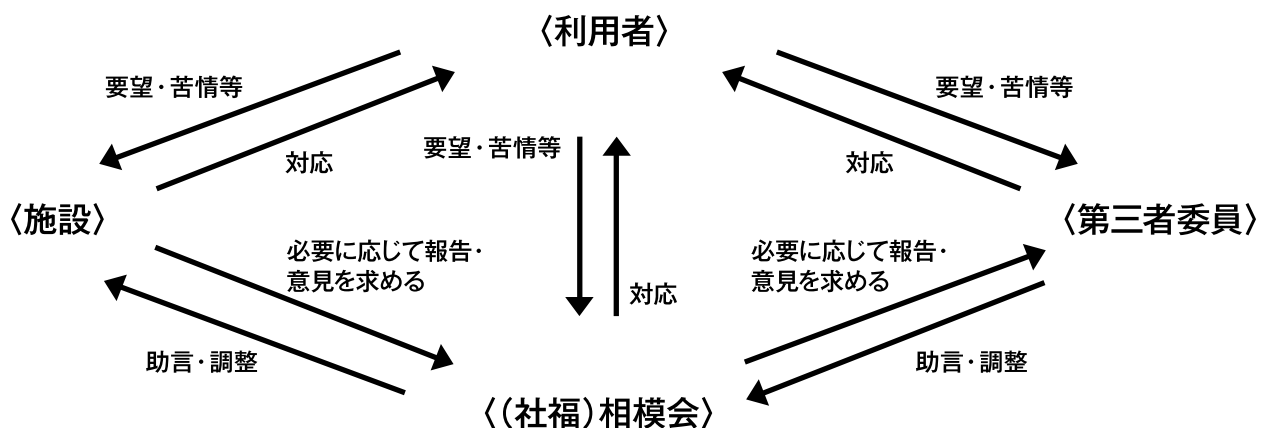 〈利用者〉
要望・苦情等
要望・苦情等
要望・苦情等
対応
対応
〈施設〉
〈第三者委員〉
必要に応じて報告・
意見を求める
必要に応じて報告・
意見を求める
対応
助言・調整
助言・調整
〈（社福）相模会〉